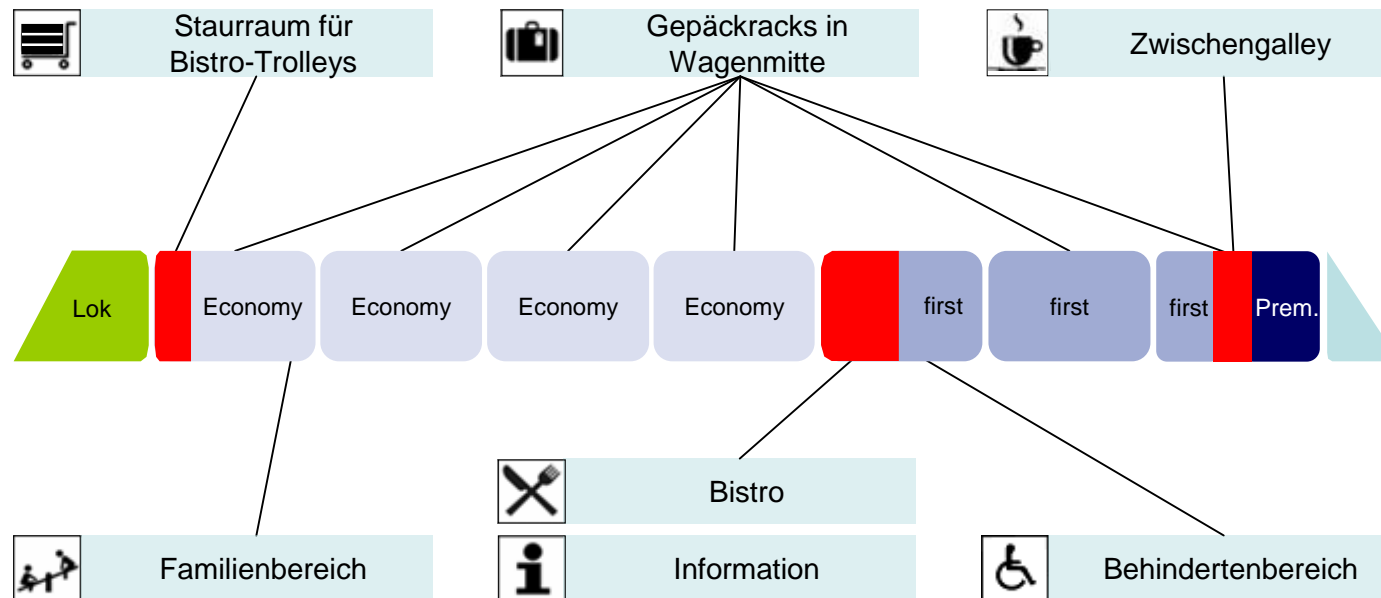 Staurraum für
Bistro-Trolleys
Gepäckracks in
Wagenmitte
Zwischengalley
Lok
Economy
Economy
Economy
Economy
first
first
first
Prem.
Bistro
Familienbereich
Information
Behindertenbereich